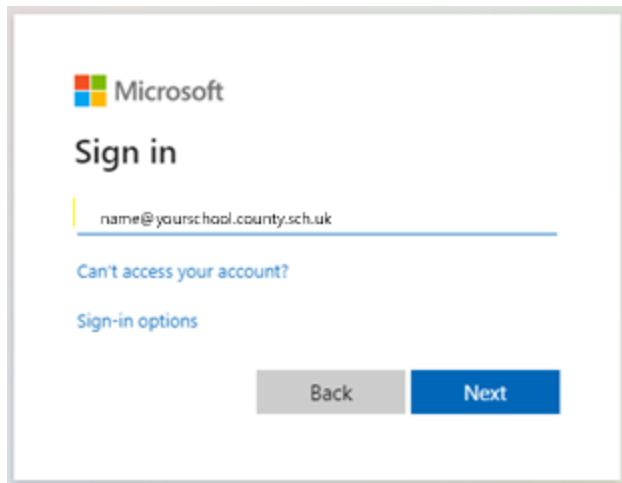 Microsoft
Sign in
name@yourschool.county.sch.uk
Can't access your account?
Sign-in options
Back Next